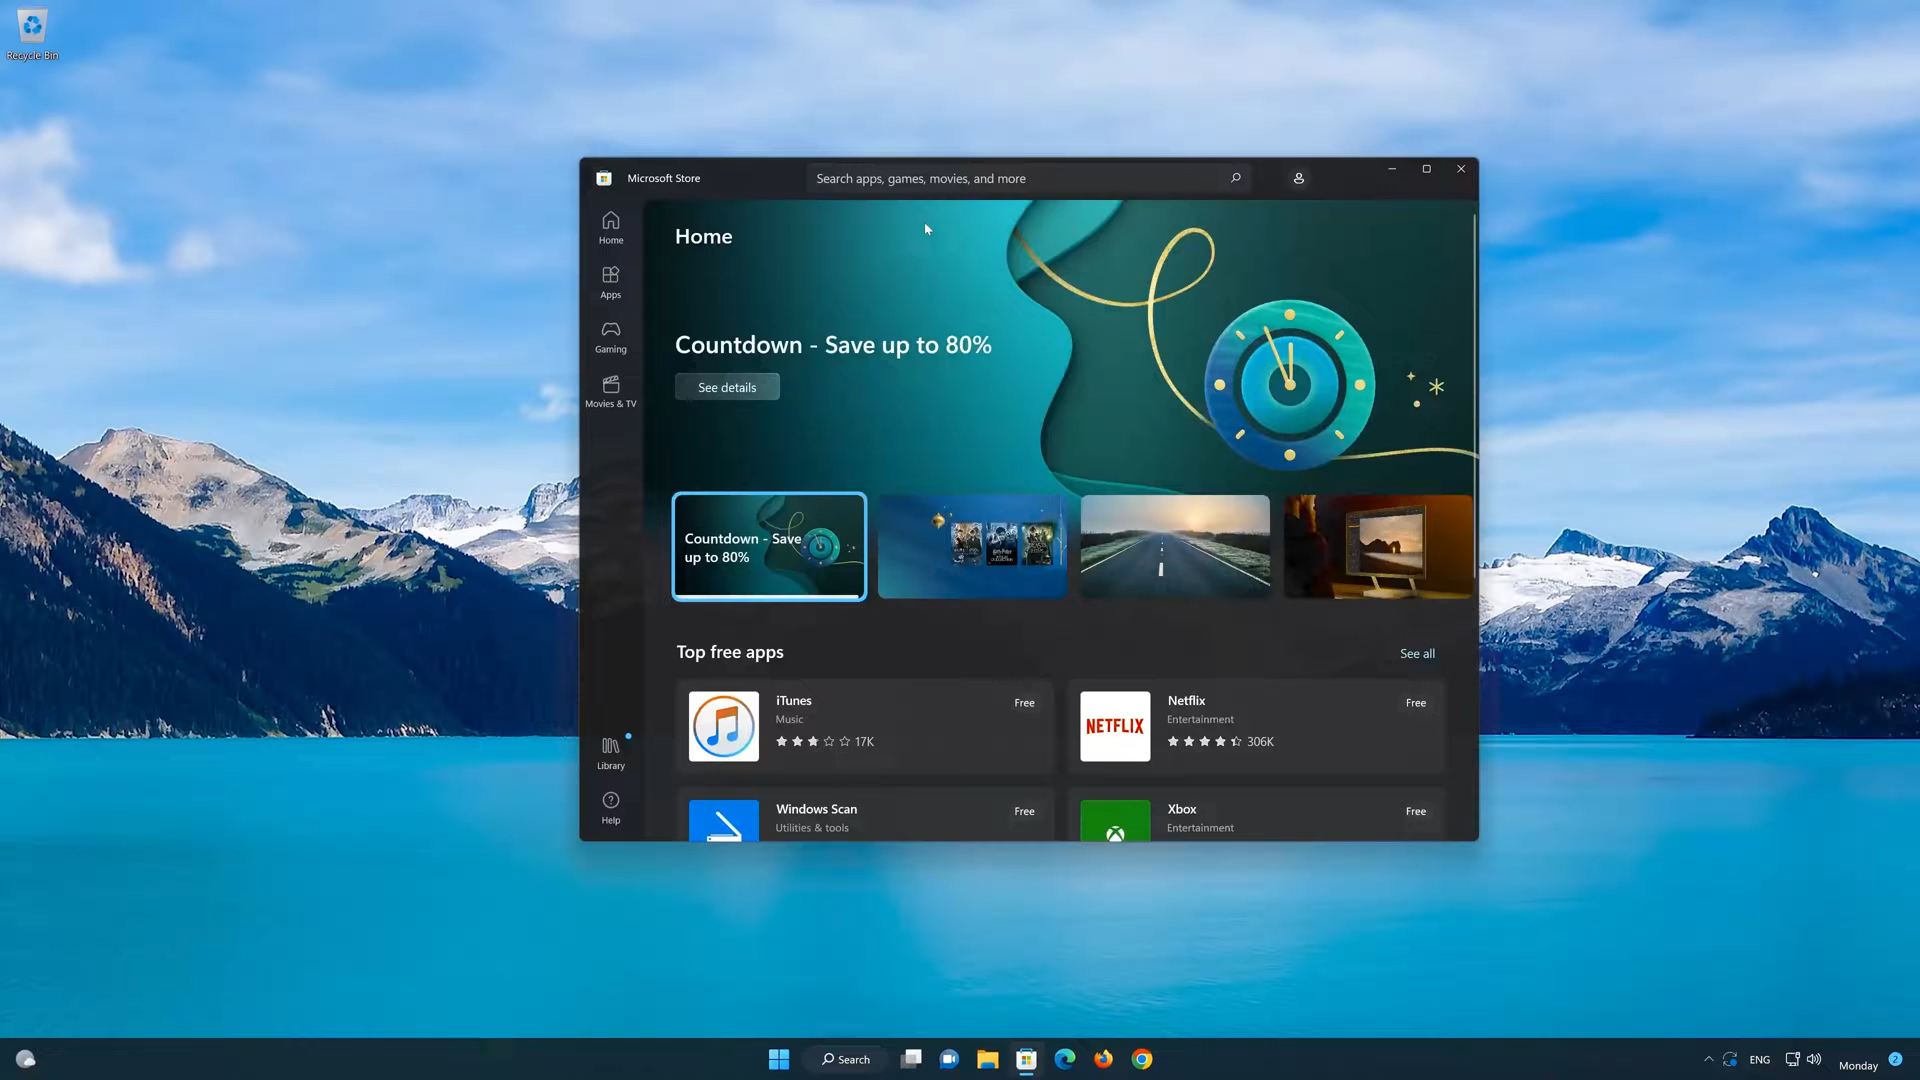 Recycle Bin
Microsoft Store
Search apps, games, movies, and more
Home
Apps
Gaming
Movies & TV
Library
Help
Home
Countdown - Save up to 80%
See details
Countdown - Save
up to 80%
Top free apps
See all
iTunes
Free
Music
17K
NETFLIX
Netflix
Free
Entertainment
306K
Windows Scan
Free
Utilities & tools
Xbox
Free
Entertainment
Search
ENG
Monday
2